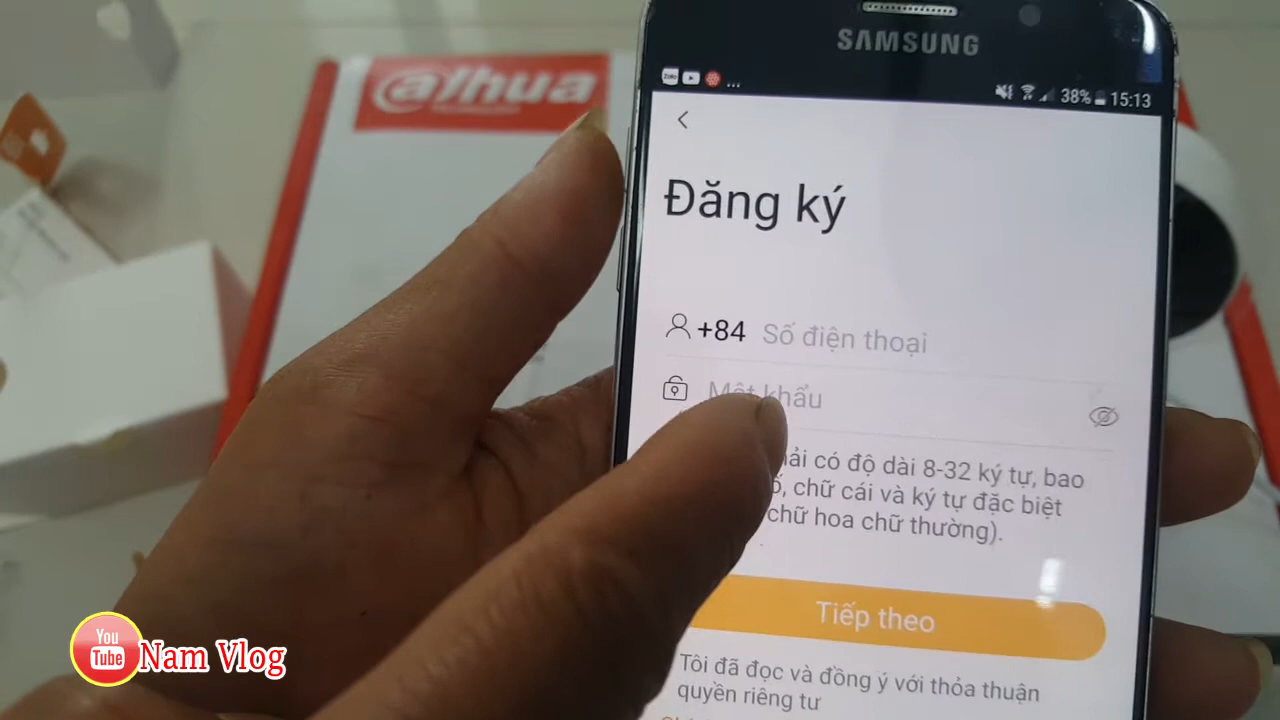 alhua
SAMSUNG
Zalo
38% 15:13
Đăng ký
+84 Số điện thoại
Mật khẩu
có độ dài 8-32 ký tự, bao
chữ cái và ký tự đặc biệt
chữ hoa chữ thường).
Tiếp theo
Tôi đã đọc và đồng ý với thỏa thuận
quyền riêng tư
You
Tube
Nam Vlog